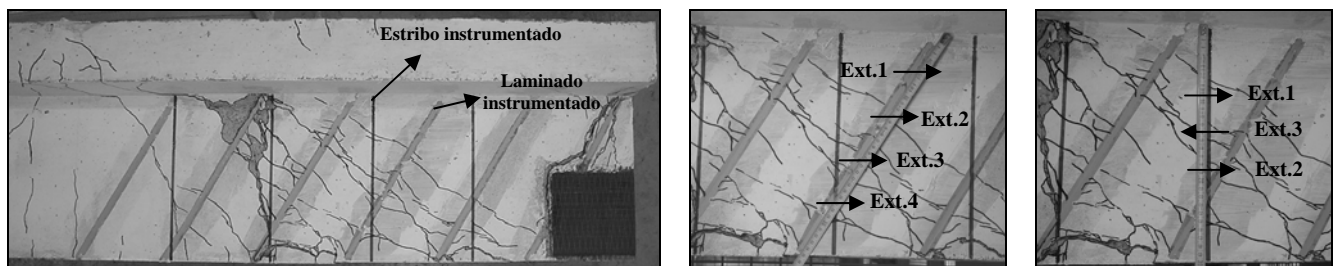 Estribo instrumentado
Laminado
instrumentado
Ext.1
Ext.2
Ext.3
Ext.4
Ext.1
Ext.3
Ext.2